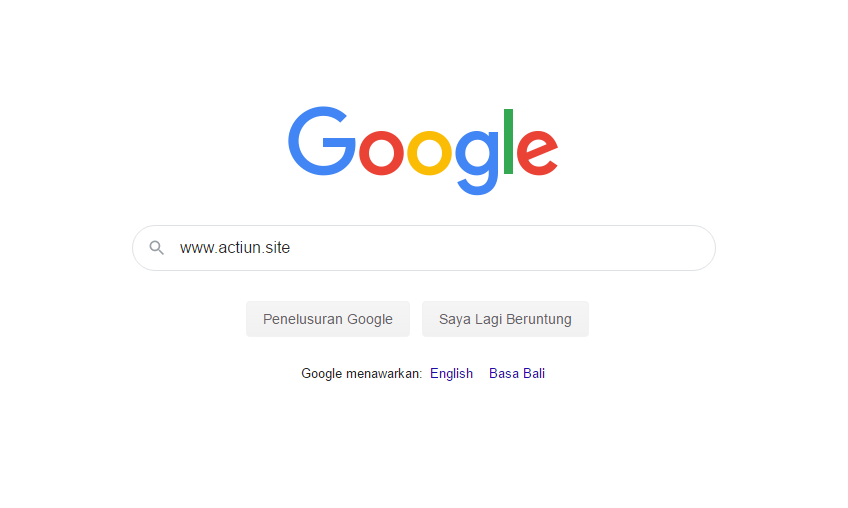 Google
www.actiun.site
Penelusuran Google Saya Lagi Beruntung
Google menawarkan: English Basa Bali